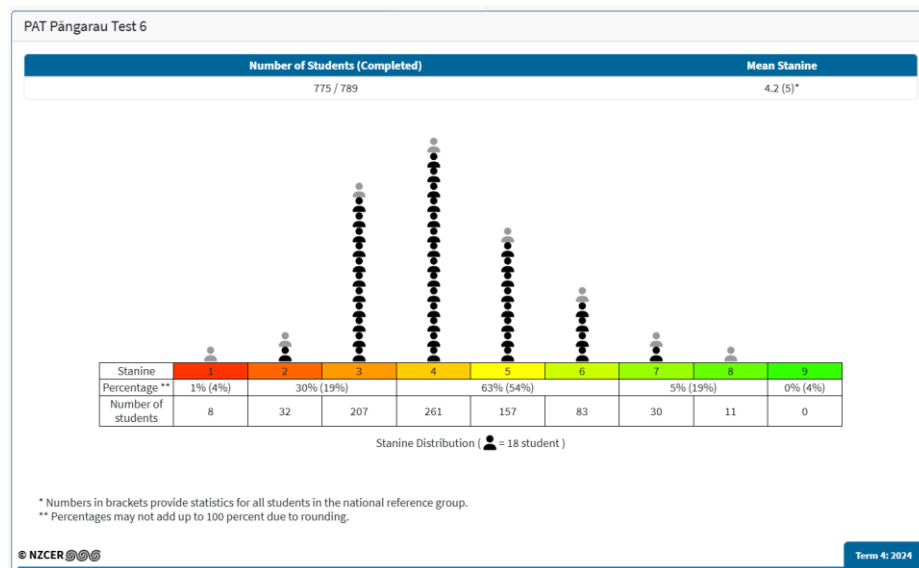 PAT Pāngarau Test 6
Number of Students (Completed) Mean Stanine
775 / 789 4.2 (5)*
Stanine 1 2 3 4 5 6 7 8 9
Percentage ** 1% (4%) 30% (19%) 63% (54%) 5% (19%) 0% (4%)
Number of students 8 32 207 261 157 83 30 11 0
Stanine Distribution ( = 18 student )
* Numbers in brackets provide statistics for all students in the national reference group.
** Percentages may not add up to 100 percent due to rounding.
© NZCER
Term 4: 2024